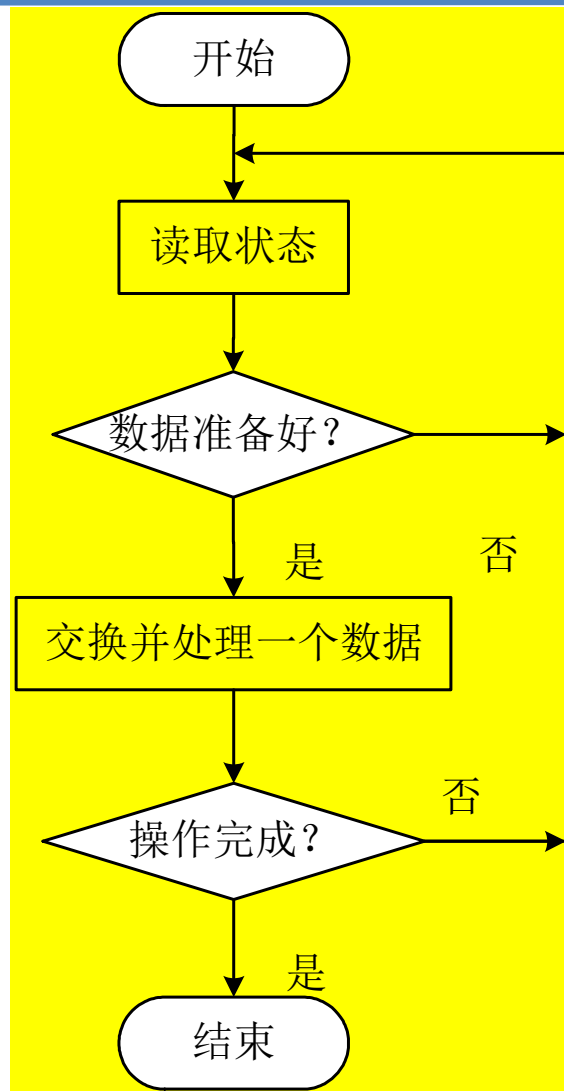 开始
读取状态
数据准备好？
是
否
交换并处理一个数据
否
操作完成？
是
结束